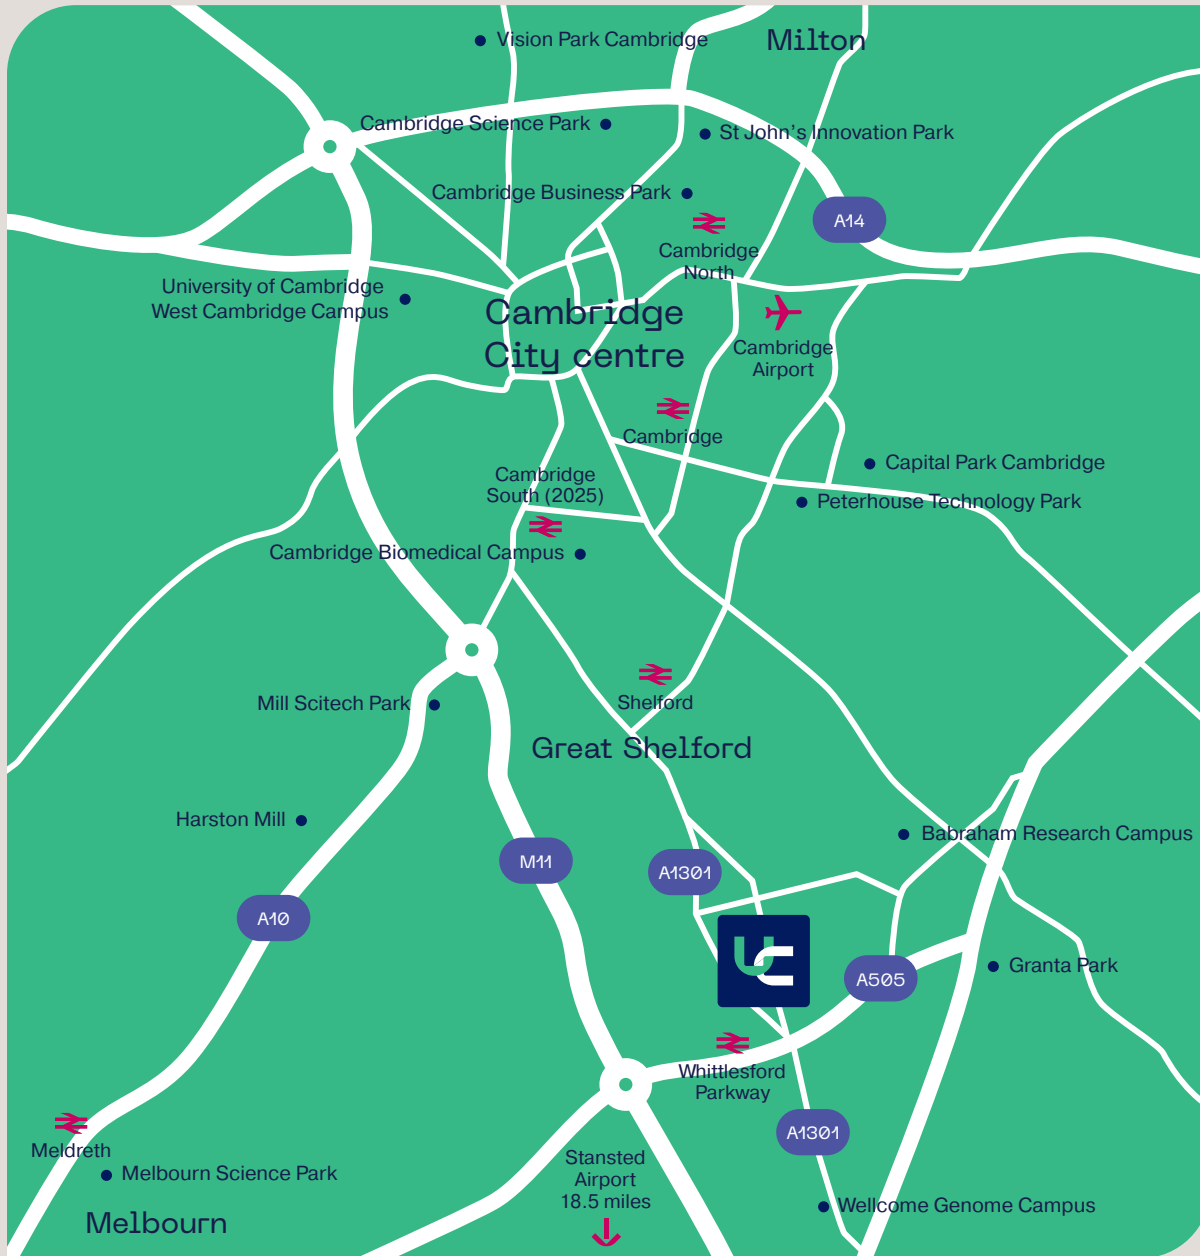 Vision Park Cambridge
Milton
Cambridge Science Park
St John's Innovation Park
Cambridge Business Park
A14
Cambridge
North
University of Cambridge
West Cambridge Campus
Cambridge
City centre
Cambridge
Airport
Cambridge
Capital Park Cambridge
Cambridge
South (2025)
Peterhouse Technology Park
Cambridge Biomedical Campus
Mill Scitech Park
Shelford
Great Shelford
Harston Mill
Babraham Research Campus
M11
A1301
A10
UC
A505
Granta Park
Whittlesford
Parkway
A1301
Meldreth
Melbourn Science Park
Stansted
Airport
18.5 miles
Wellcome Genome Campus
Melbourn